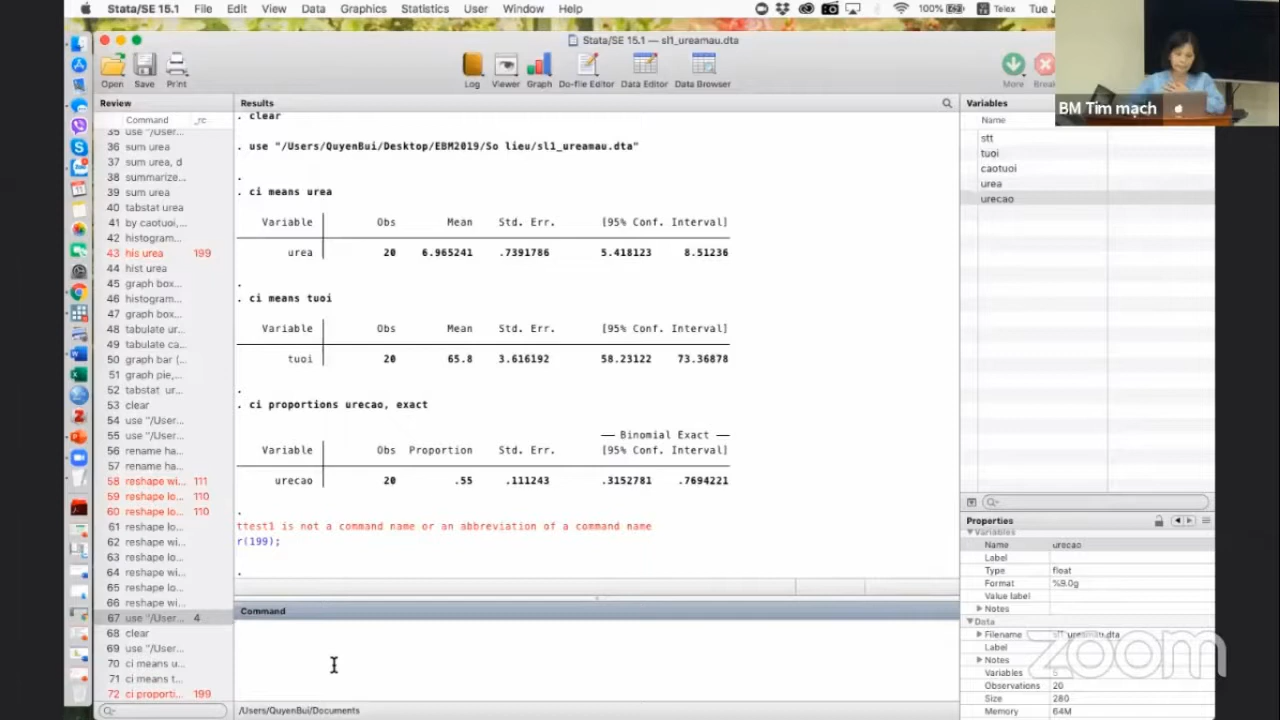 Stata/SE 15.1 File Edit View Data Graphics Statistics User Window Help 100% Telex Tue J
Stata/SE 15.1 — sl1_ureamau.dta
Open Save Print Log Viewer Graph Do-file Editor Data Editor Data Browser More Break
BM Tim mạch
Review
Command _rc
35 use "/User...
36 sum urea
37 sum urea, d
38 summarize...
39 sum urea
40 tabstat urea
41 by caotuoi,...
42 histogram...
43 his urea 199
44 hist urea
45 graph box...
46 histogram...
47 graph box...
48 tabulate ur...
49 tabulate ca...
50 graph bar (...
51 graph pie,...
52 tabstat ur...
53 clear
54 use "/User...
55 use "/User...
56 rename ha...
57 rename ha...
58 reshape wi... 111
59 reshape lo... 110
60 reshape lo... 110
61 reshape lo...
62 reshape wi...
63 reshape lo...
64 reshape wi...
65 reshape lo...
66 reshape wi...
67 use "/User... 4
68 clear
69 use "/User...
70 ci means u...
71 ci means t...
72 ci proporti... 199
Results
. clear
. use "/Users/QuyenBui/Desktop/EBM2019/So lieu/sl1_ureamau.dta"
.
. ci means urea
Variable Obs Mean Std. Err. [95% Conf. Interval]
urea 20 6.965241 .7391786 5.418123 8.51236
.
. ci means tuoi
Variable Obs Mean Std. Err. [95% Conf. Interval]
tuoi 20 65.8 3.616192 58.23122 73.36878
.
. ci proportions urecao, exact
— Binomial Exact —
Variable Obs Proportion Std. Err. [95% Conf. Interval]
urecao 20 .55 .111243 .3152781 .7694221
.
ttest1 is not a command name or an abbreviation of a command name
r(199);
.
Command
/Users/QuyenBui/Documents
Variables
Name
stt
tuoi
caotuoi
urea
urecao
Properties
Variables
Name urecao
Label
Type float
Format %9.0g
Value label
Notes
Data
Filename sl1_ureamau.dta
Label
Notes
Variables 5
Observations 20
Size 280
Memory 64M
zoom